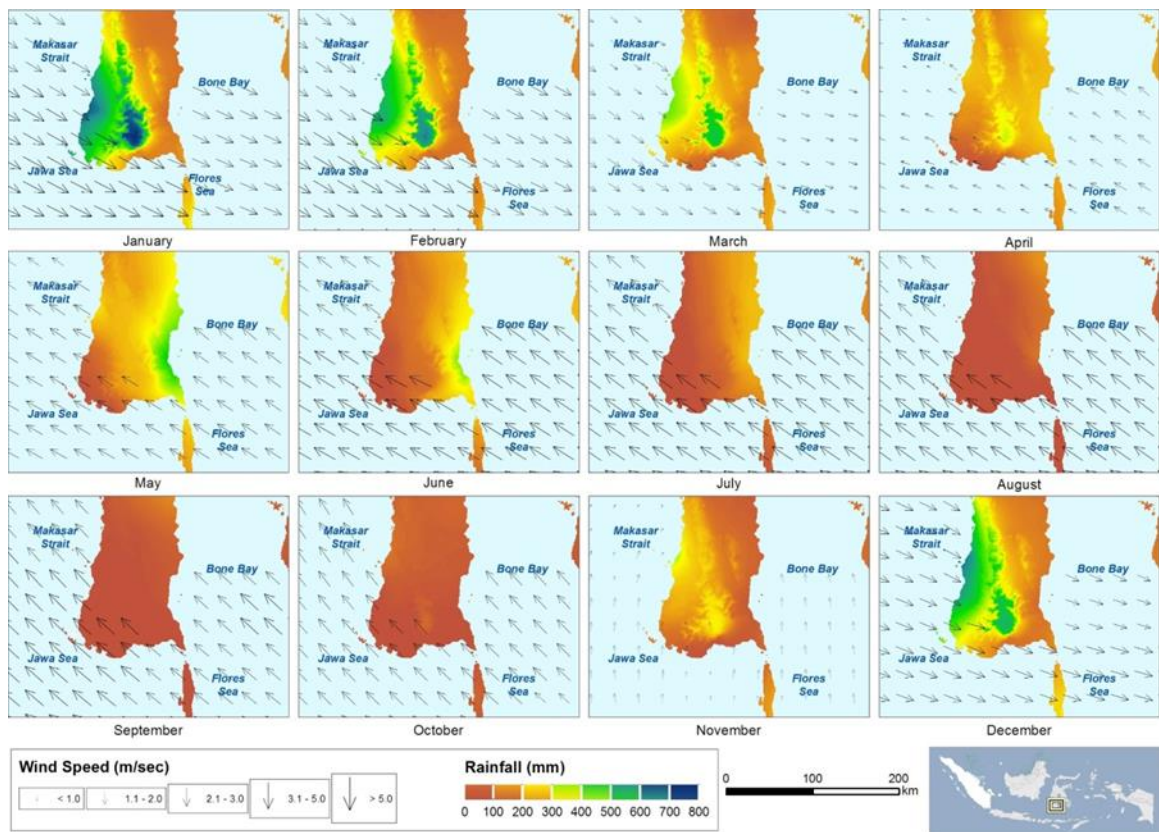 Makasar
Strait
Bone Bay
Jawa Sea
Flores
Sea
January
Makasar
Strait
Bone Bay
Jawa Sea
Flores
Sea
February
Makasar
Strait
Bone Bay
Jawa Sea
Flores
Sea
March
Makasar
Strait
Bone Bay
Jawa Sea
Flores
Sea
April
Makasar
Strait
Bone Bay
Jawa Sea
Flores
Sea
May
Makasar
Strait
Bone Bay
Jawa Sea
Flores
Sea
June
Makasar
Strait
Bone Bay
Jawa Sea
Flores
Sea
July
Makasar
Strait
Bone Bay
Jawa Sea
Flores
Sea
August
Makasar
Strait
Bone Bay
Jawa Sea
Flores
Sea
September
Makasar
Strait
Bone Bay
Jawa Sea
Flores
Sea
October
Makasar
Strait
Bone Bay
Jawa Sea
Flores
Sea
November
Makasar
Strait
Bone Bay
Jawa Sea
Flores
Sea
December
Wind Speed (m/sec)
< 1.0 1.1 - 2.0 2.1 - 3.0 3.1 - 5.0 > 5.0
Rainfall (mm)
0 100 200 300 400 500 600 700 800
0 100 200
km